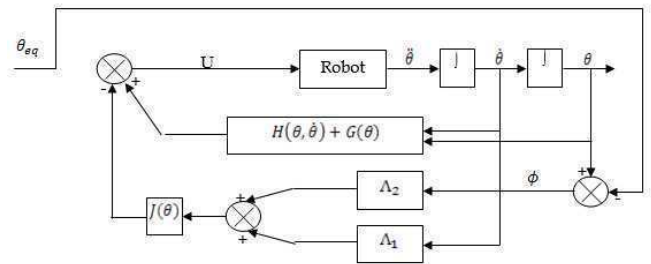 θ_eq
U
Robot
θ̈
∫
θ̇
∫
θ
-
+
H(θ, θ̇) + G(θ)
+
-
ϕ
Λ₂
J(θ)
+
+
Λ₁